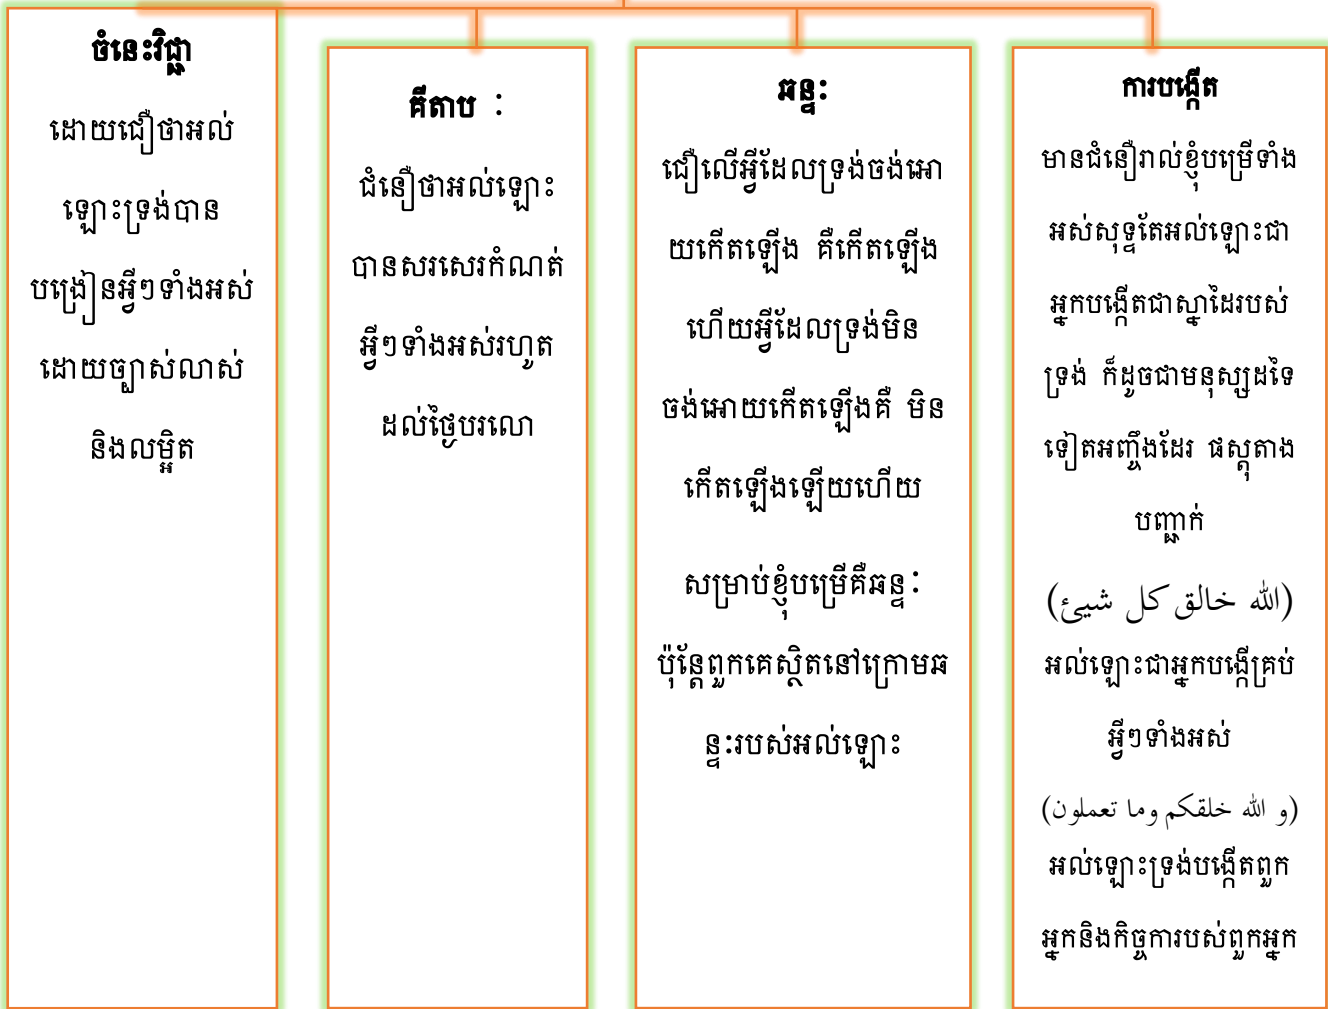 ចំនេះវិជ្ជា
ដោយជឿថាអល់
ឡោះទ្រង់បាន
បង្រៀនអ្វីៗទាំងអស់
ដោយច្បាស់លាស់
និងលម្អិត
គីតាប :
ជំនឿថាអល់ឡោះ
បានសរសេរកំណត់
អ្វីៗទាំងអស់រហូត
ដល់ថ្ងៃបរលោ
ឆន្ទៈ
ជឿលើអ្វីដែលទ្រង់ចង់អោ
យកើតឡើង គឺកើតឡើង
ហើយអ្វីដែលទ្រង់មិន
ចង់អោយកើតឡើងគឺ មិន
កើតឡើងឡើយហើយ
សម្រាប់ខ្ញុំបម្រើគឺឆន្ទៈ
ប៉ុន្តែពួកគេស្ថិតនៅក្រោមឆ
ន្ទៈរបស់អល់ឡោះ
ការបង្កើត
មានជំនឿរាល់ខ្ញុំបម្រើទាំង
អស់សុទ្ធតែអល់ឡោះជា
អ្នកបង្កើតជាស្នាដៃរបស់
ទ្រង់ ក៏ដូចជាមនុស្សដទៃ
ទៀតអញ្ចឹងដែរ ផស្តុតាង
បញ្ជាក់
(الله خالق كل شيئ)
អល់ឡោះជាអ្នកបង្កើគ្រប់
អ្វីៗទាំងអស់
(و الله خلقكم وما تعملون)
អល់ឡោះទ្រង់បង្កើតពួក
អ្នកនិងកិច្ចការរបស់ពួកអ្នក